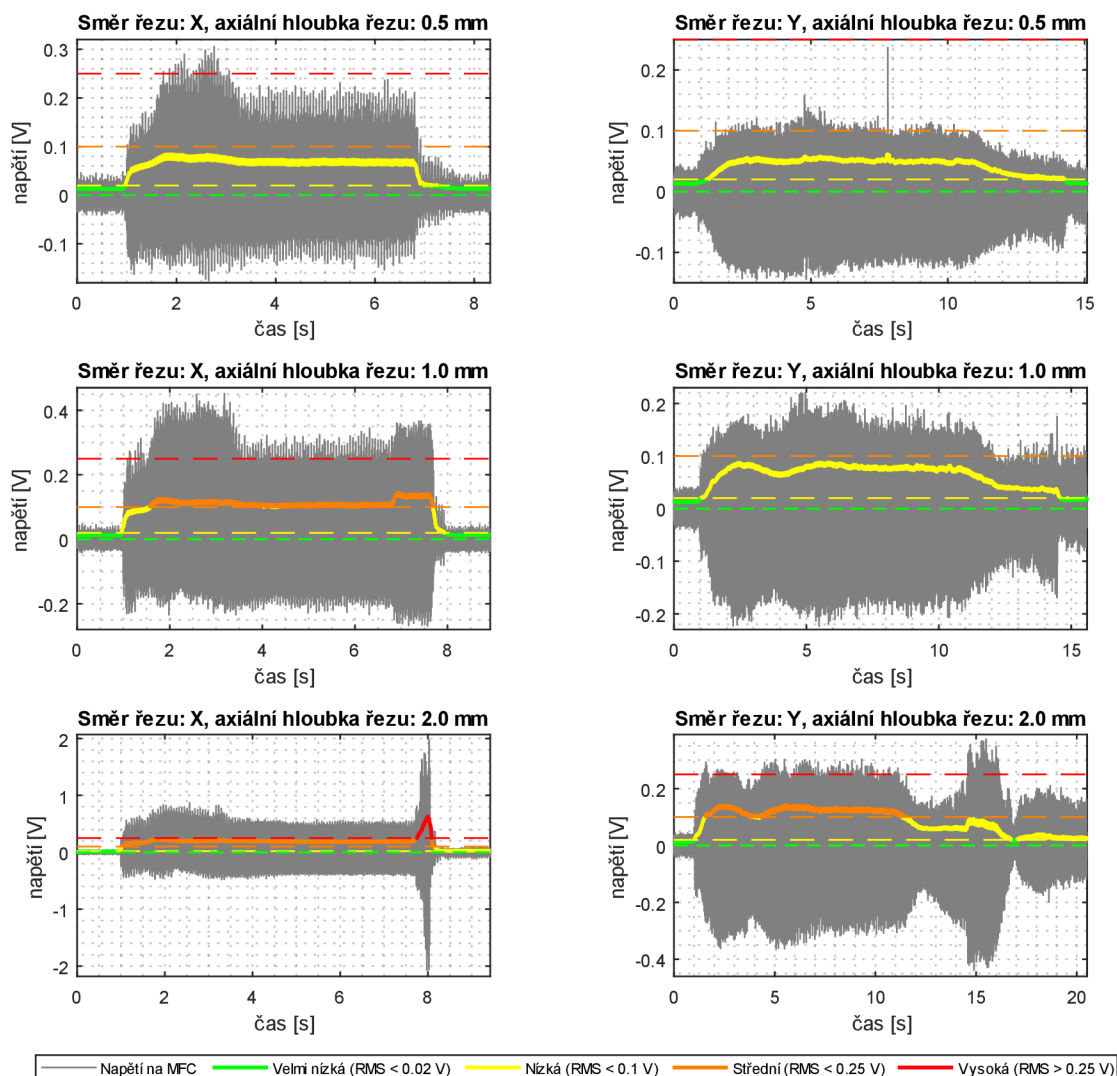 Směr řezu: X, axiální hloubka řezu: 0.5 mm
0.3
0.2
0.1
0
-0.1
napětí [V]
0 2 4 6 8
čas [s]
Směr řezu: Y, axiální hloubka řezu: 0.5 mm
0.2
0.1
0
-0.1
napětí [V]
0 5 10 15
čas [s]
Směr řezu: X, axiální hloubka řezu: 1.0 mm
0.4
0.2
0
-0.2
napětí [V]
0 2 4 6 8
čas [s]
Směr řezu: Y, axiální hloubka řezu: 1.0 mm
0.2
0.1
0
-0.1
-0.2
napětí [V]
0 5 10 15
čas [s]
Směr řezu: X, axiální hloubka řezu: 2.0 mm
2
1
0
-1
-2
napětí [V]
0 2 4 6 8
čas [s]
Směr řezu: Y, axiální hloubka řezu: 2.0 mm
0.2
0
-0.2
-0.4
napětí [V]
0 5 10 15 20
čas [s]
Napětí na MFC Velmi nízká (RMS < 0.02 V) Nízká (RMS < 0.1 V) Střední (RMS < 0.25 V) Vysoká (RMS > 0.25 V)